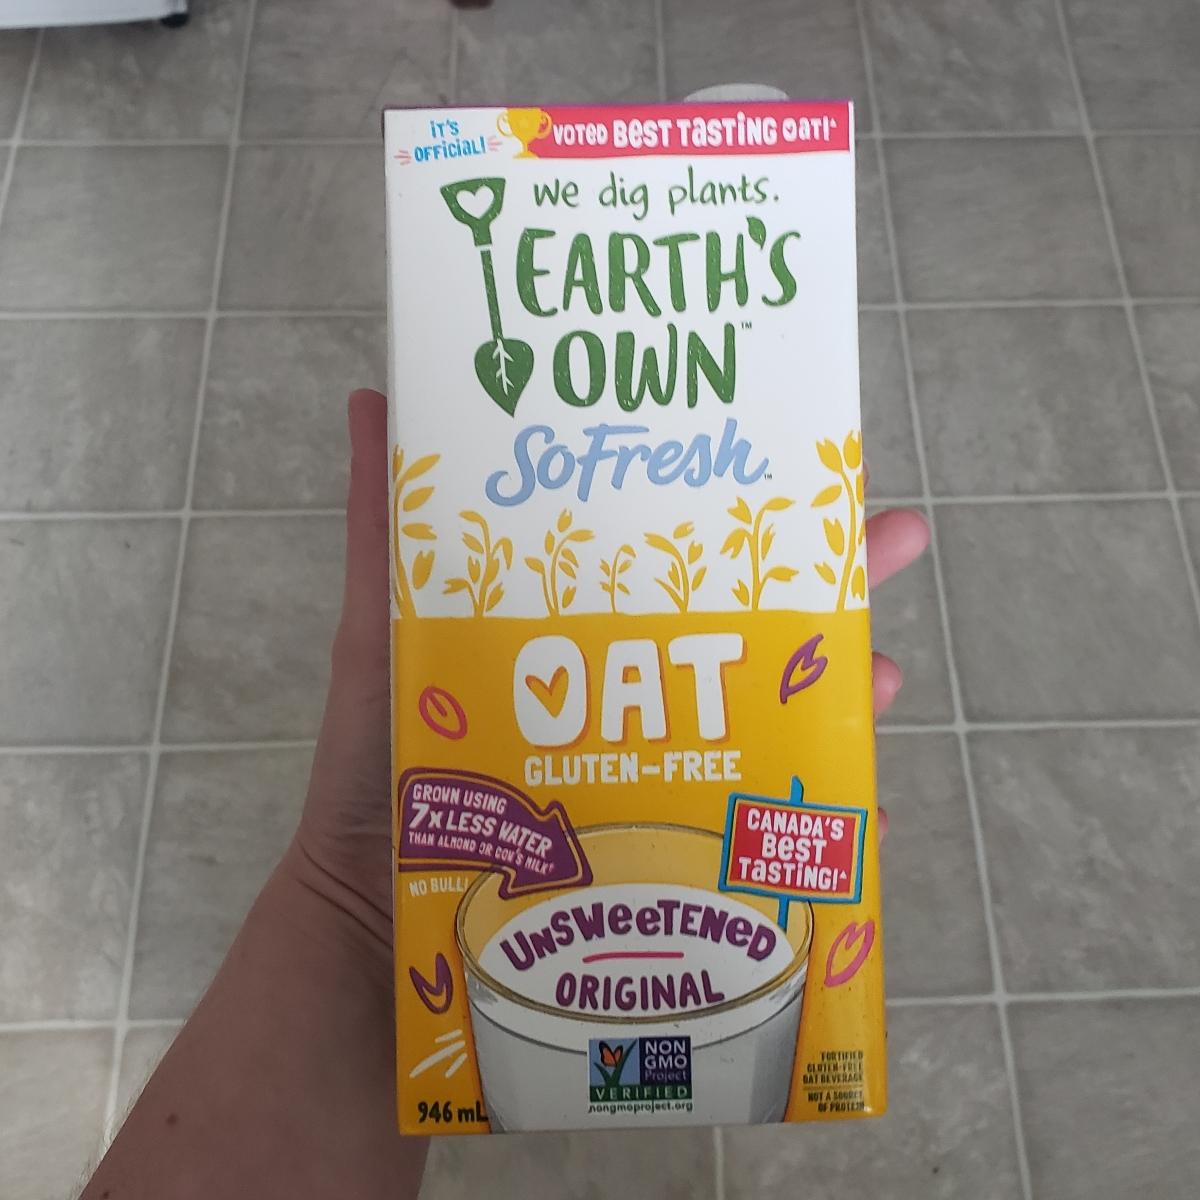 it's official!
VOTED BEST TASTING OAT!^
we dig plants.
EARTH'S
OWN™
SoFresh™
OAT
GLUTEN-FREE
GROWN USING
7x LESS WATER
THAN ALMOND OR COW'S MILK†
NO BULL!
CANADA'S
BEST
TASTING!^
UNSWEETENED
ORIGINAL
NON
GMO
Project
VERIFIED
nongmoproject.org
946 mL
FORTIFIED
GLUTEN-FREE
OAT BEVERAGE
NOT A SOURCE
OF PROTEIN